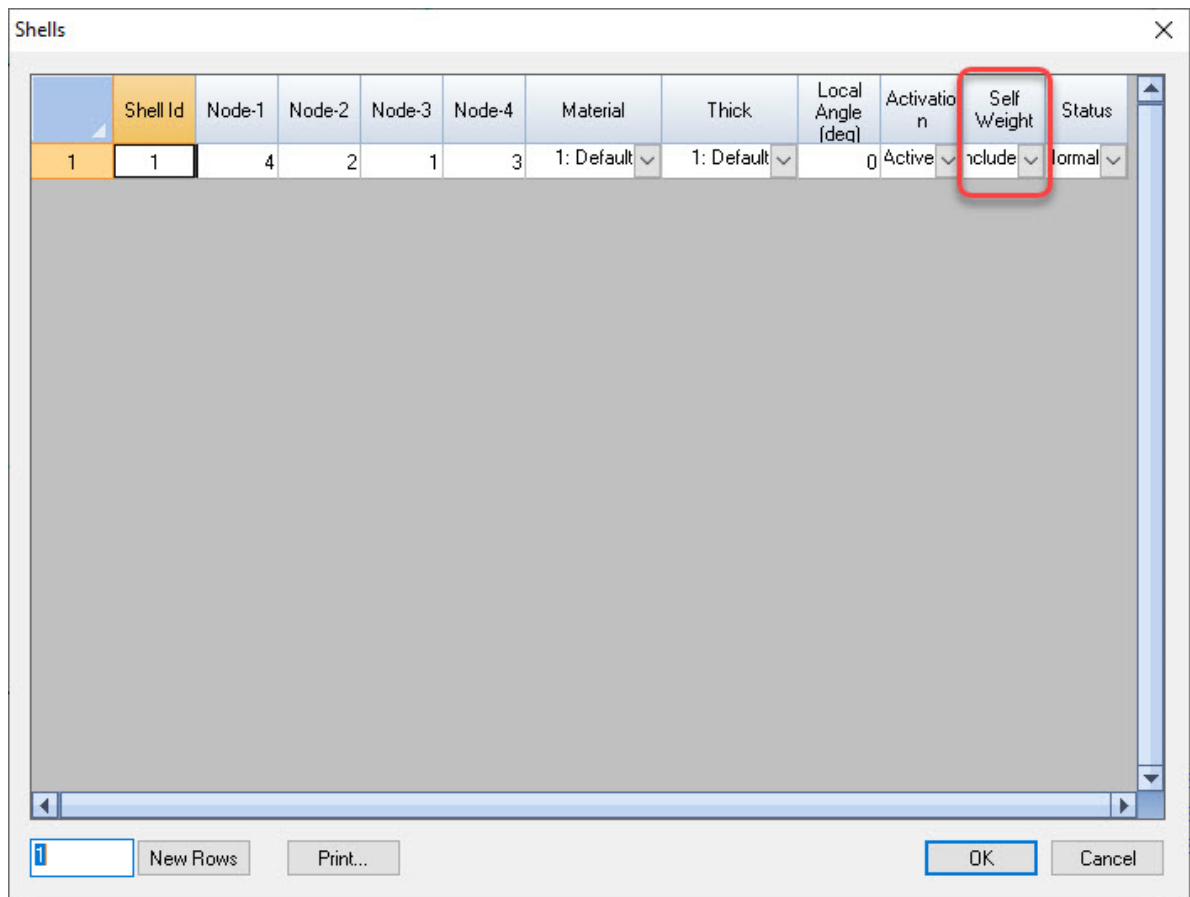 Shells
Shell Id Node-1 Node-2 Node-3 Node-4 Material Thick Local Angle (deg) Activatio n Self Weight Status
1 1 4 2 1 3 1: Default 1: Default 0 Active nclude lormal
1 New Rows Print... OK Cancel